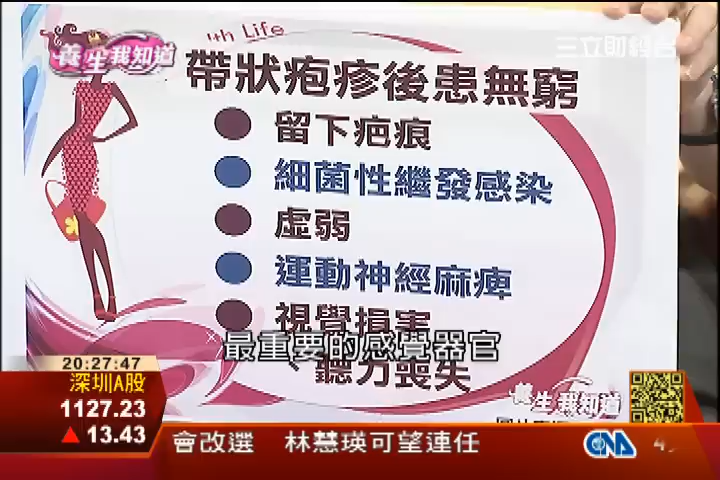 養生我知道
lth Life
三立財經台
帶狀疱疹後患無窮
留下疤痕
細菌性繼發感染
虛弱
運動神經麻痺
視覺損害
最重要的感覺器官
聽力喪失
20:27:47
深圳A股
1127.23
▲ 13.43
養生我知道
會改選 林慧瑛可望連任
CNA